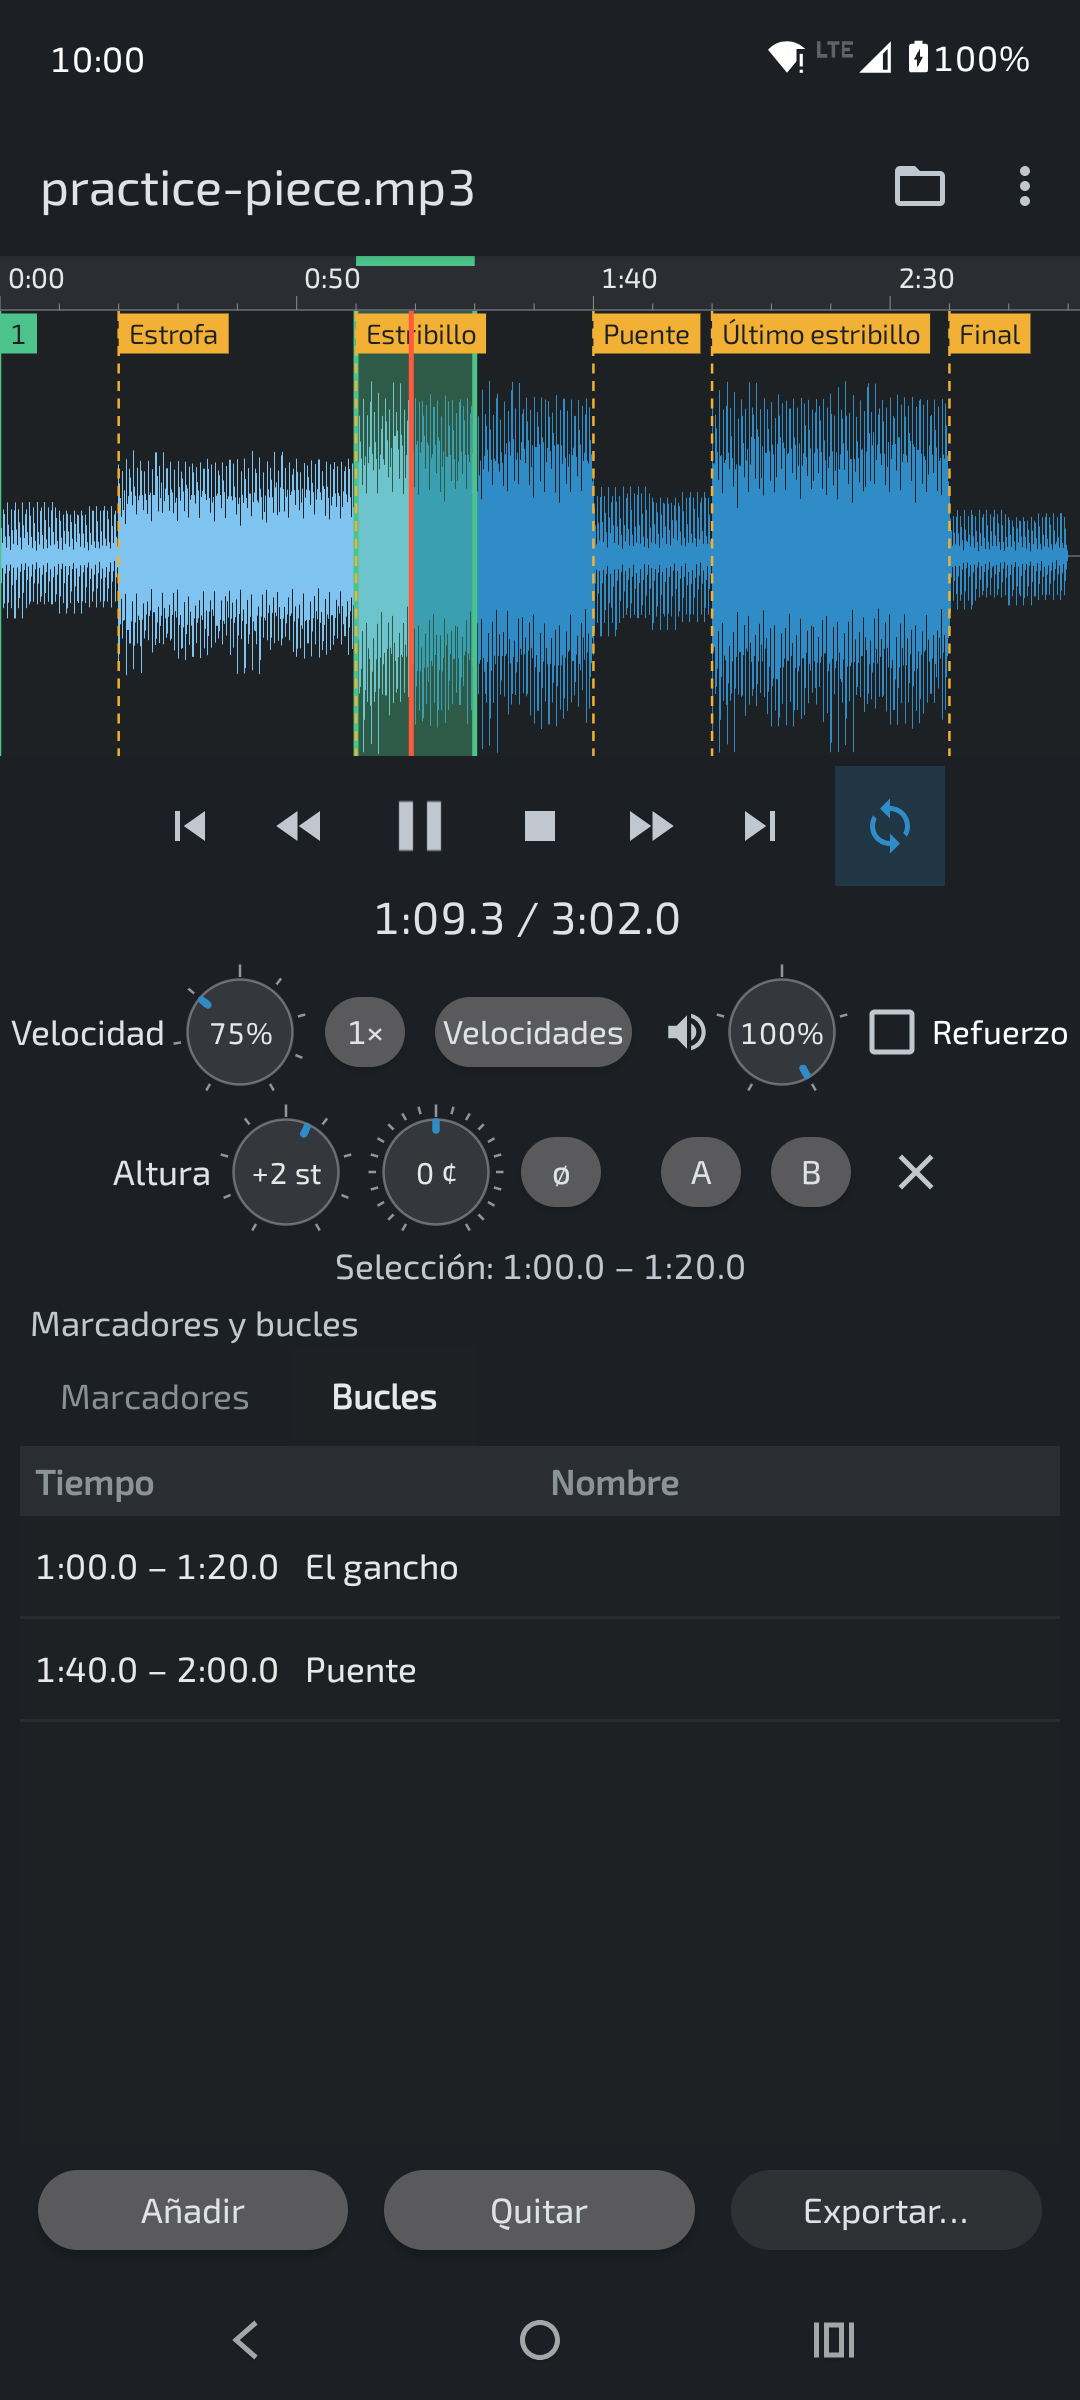 10:00 LTE 100%
practice-piece.mp3
0:00 0:50 1:40 2:30
1 Estrofa Estribillo Puente Último estribillo Final
1:09.3 / 3:02.0
Velocidad 75% 1× Velocidades 100% Refuerzo
Altura +2 st 0 ¢ ø A B
Selección: 1:00.0 – 1:20.0
Marcadores y bucles
Marcadores Bucles
Tiempo Nombre
1:00.0 – 1:20.0 El gancho
1:40.0 – 2:00.0 Puente
Añadir Quitar Exportar...